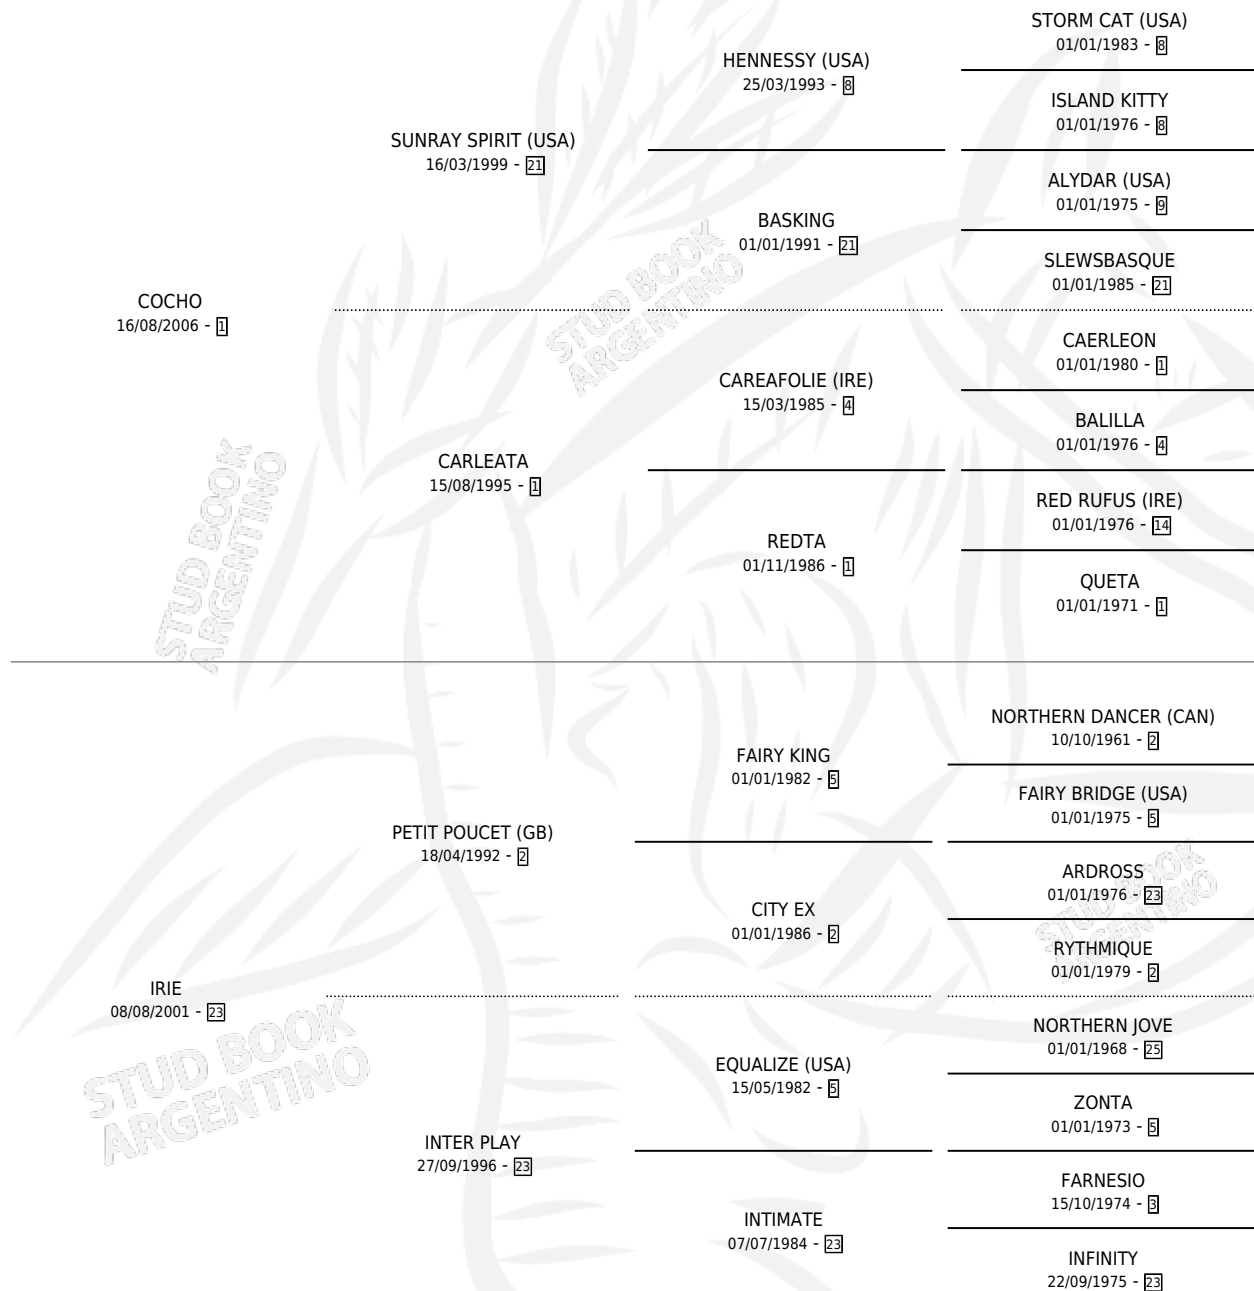 STORM CAT (USA)
01/01/1983 - 8
HENNESSY (USA)
25/03/1993 - 8
ISLAND KITTY
01/01/1976 - 8
SUNRAY SPIRIT (USA)
16/03/1999 - 21
ALYDAR (USA)
01/01/1975 - 9
BASKING
01/01/1991 - 21
SLEWSBASQUE
01/01/1985 - 21
STUD BOOK
ARGENTINO
COCHO
16/08/2006 - 1
CAERLEON
01/01/1980 - 1
CAREAFOLIE (IRE)
15/03/1985 - 4
BALILLA
01/01/1976 - 4
CARLEATA
15/08/1995 - 1
RED RUFUS (IRE)
01/01/1976 - 14
REDTA
01/11/1986 - 1
QUETA
01/01/1971 - 1
STUD BOOK
ARGENTINO
NORTHERN DANCER (CAN)
10/10/1961 - 2
FAIRY KING
01/01/1982 - 5
FAIRY BRIDGE (USA)
01/01/1975 - 5
PETIT POUCET (GB)
18/04/1992 - 2
ARDROSS
01/01/1976 - 23
CITY EX
01/01/1986 - 2
RYTHMIQUE
01/01/1979 - 2
STUD BOOK
ARGENTINO
IRIE
08/08/2001 - 23
NORTHERN JOVE
01/01/1968 - 25
EQUALIZE (USA)
15/05/1982 - 5
ZONTA
01/01/1973 - 5
STUD BOOK
ARGENTINO
INTER PLAY
27/09/1996 - 23
FARNESIO
15/10/1974 - 3
INTIMATE
07/07/1984 - 23
INFINITY
22/09/1975 - 23